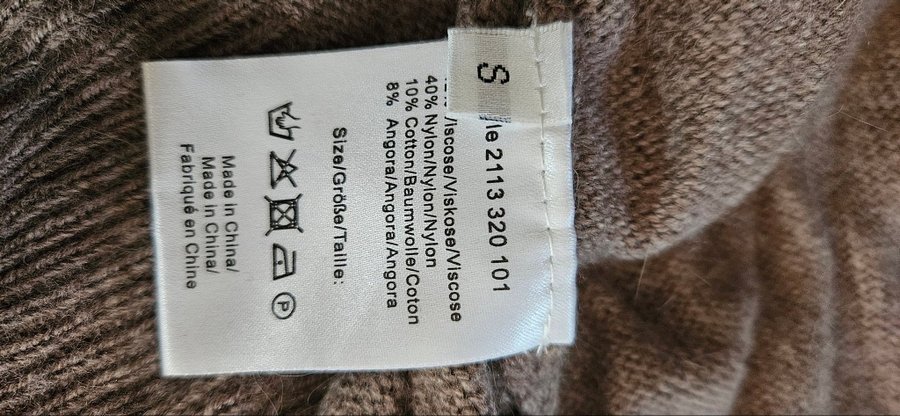 S
le 2113 320 101
iscose/Viskose/Viscose
40% Nylon/Nylon/Nylon
10% Cotton/Baumwolle/Coton
8% Angora/Angora/Angora
Size/Größe/Taille:
P
Made in China/
Made in China/
Fabriqué en Chine